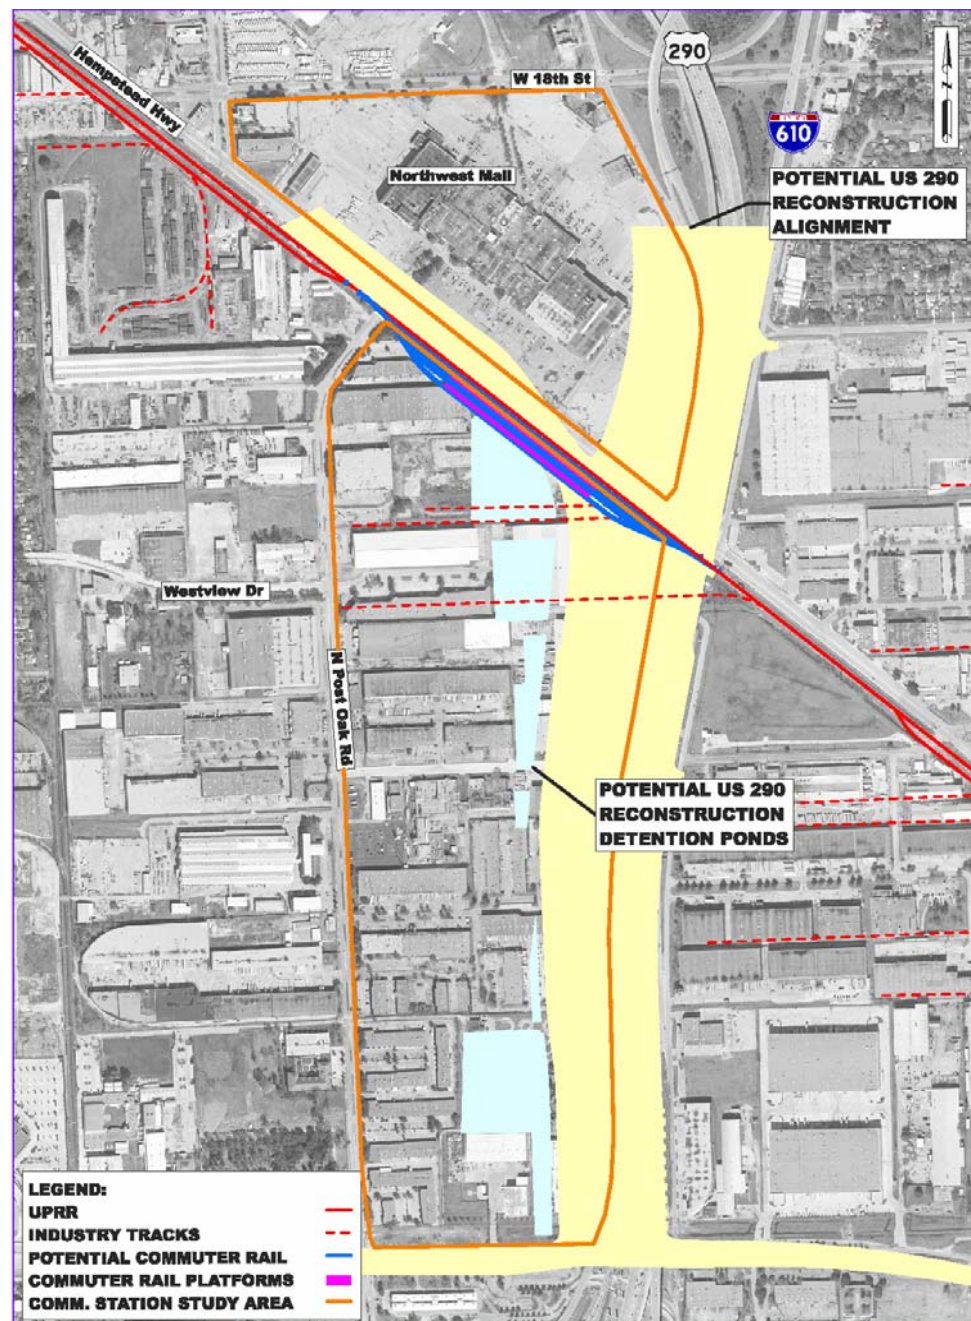 290
W 18th St
Hempstead Hwy
N
INTERSTATE
610
Northwest Mall
POTENTIAL US 290
RECONSTRUCTION
ALIGNMENT
Westview Dr
N Post Oak Rd
POTENTIAL US 290
RECONSTRUCTION
DETENTION PONDS
LEGEND:
UPRR
INDUSTRY TRACKS
POTENTIAL COMMUTER RAIL
COMMUTER RAIL PLATFORMS
COMM. STATION STUDY AREA